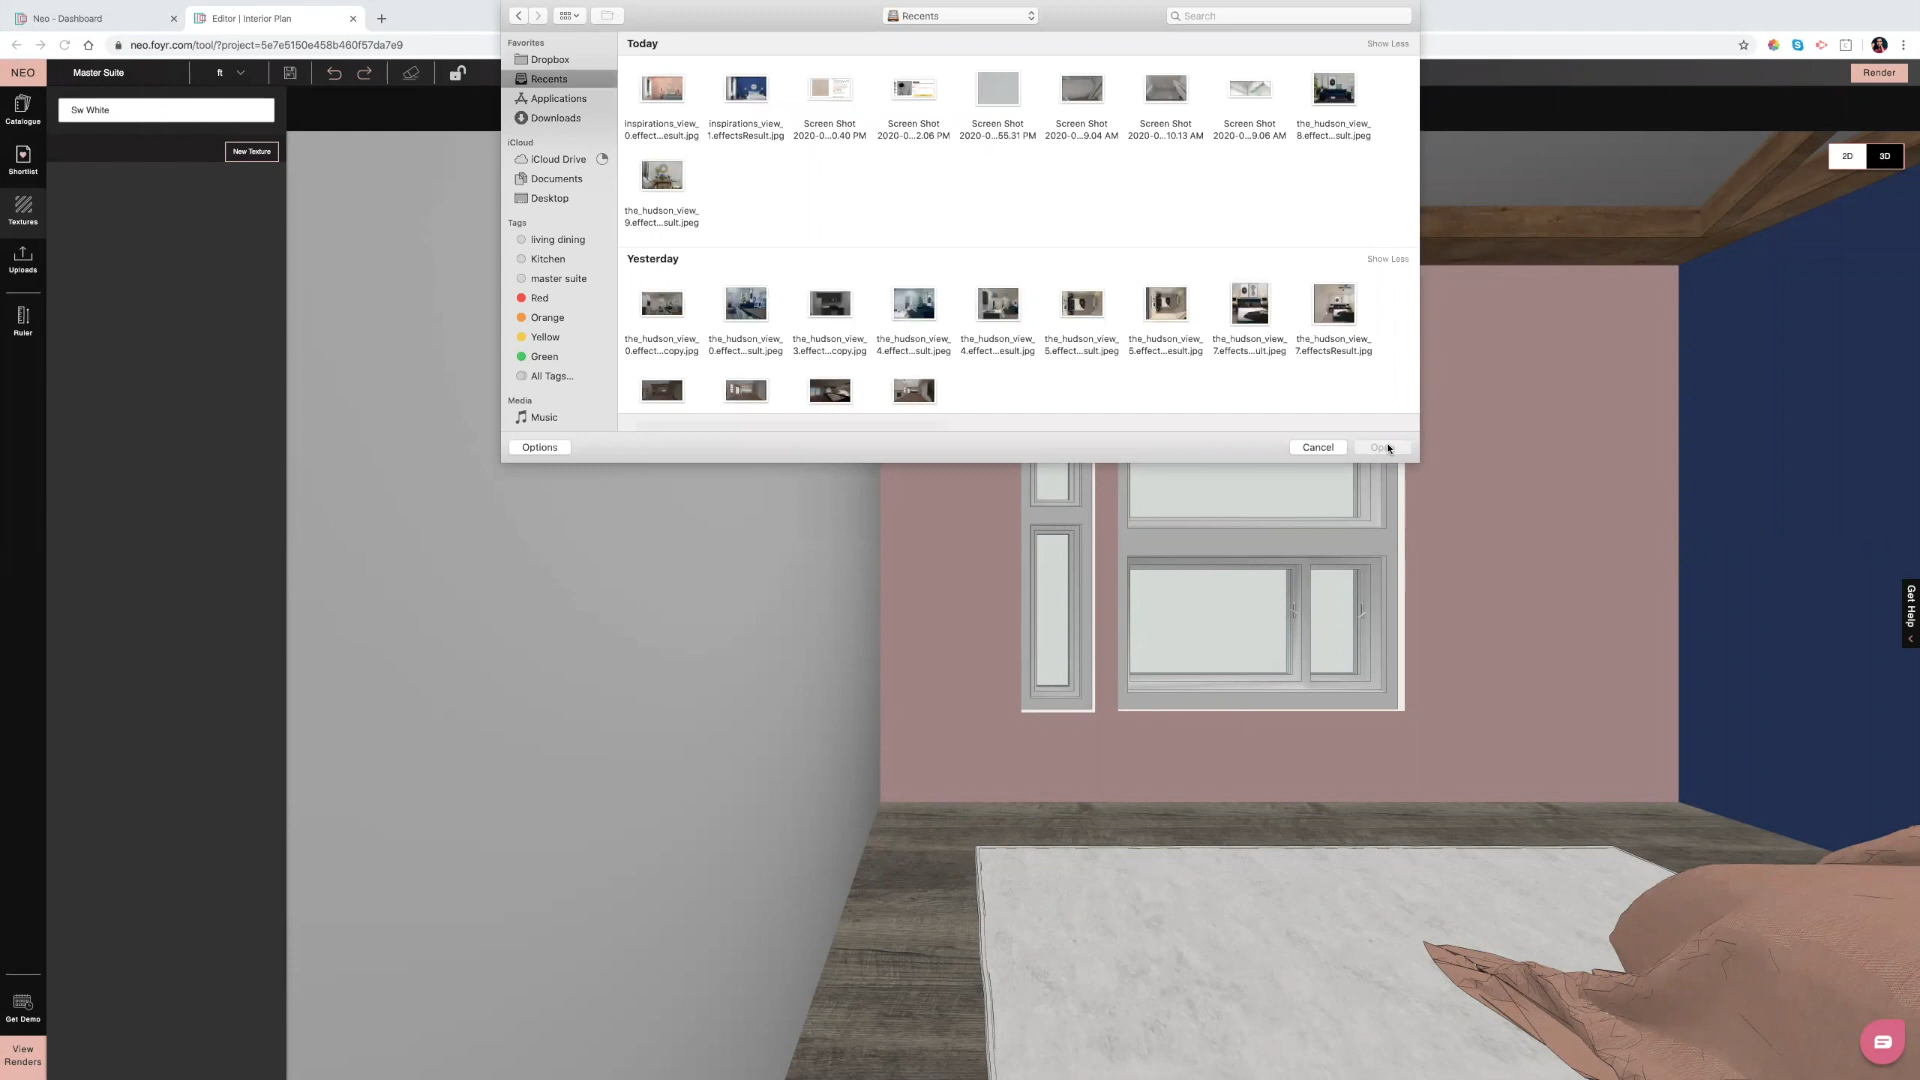 Neo - Dashboard
Editor | Interior Plan
neo.foyr.com/tool/?project=5e7e5150e458b460f57da7e9
NEO
Master Suite
ft
Render
Catalogue
Shortlist
Textures
Uploads
Ruler
Get Demo
View
Renders
Sw White
New Texture
Recents
Search
Favorites
Dropbox
Recents
Applications
Downloads
iCloud
iCloud Drive
Documents
Desktop
Tags
living dining
Kitchen
master suite
Red
Orange
Yellow
Green
All Tags...
Media
Music
Today
Show Less
inspirations_view_
0.effect...esult.jpg
inspirations_view_
1.effectsResult.jpg
Screen Shot
2020-0...0.40 PM
Screen Shot
2020-0...2.06 PM
Screen Shot
2020-0...55.31 PM
Screen Shot
2020-0...9.04 AM
Screen Shot
2020-0...10.13 AM
Screen Shot
2020-0...9.06 AM
the_hudson_view_
8.effect...sult.jpeg
the_hudson_view_
9.effect...sult.jpeg
Yesterday
Show Less
the_hudson_view_
0.effect...copy.jpg
the_hudson_view_
0.effect...sult.jpeg
the_hudson_view_
3.effect...copy.jpg
the_hudson_view_
4.effect...sult.jpeg
the_hudson_view_
4.effect...esult.jpg
the_hudson_view_
5.effect...sult.jpeg
the_hudson_view_
5.effect...esult.jpg
the_hudson_view_
7.effects...ult.jpeg
the_hudson_view_
7.effectsResult.jpg
Options
Cancel
2D
3D
Get Help